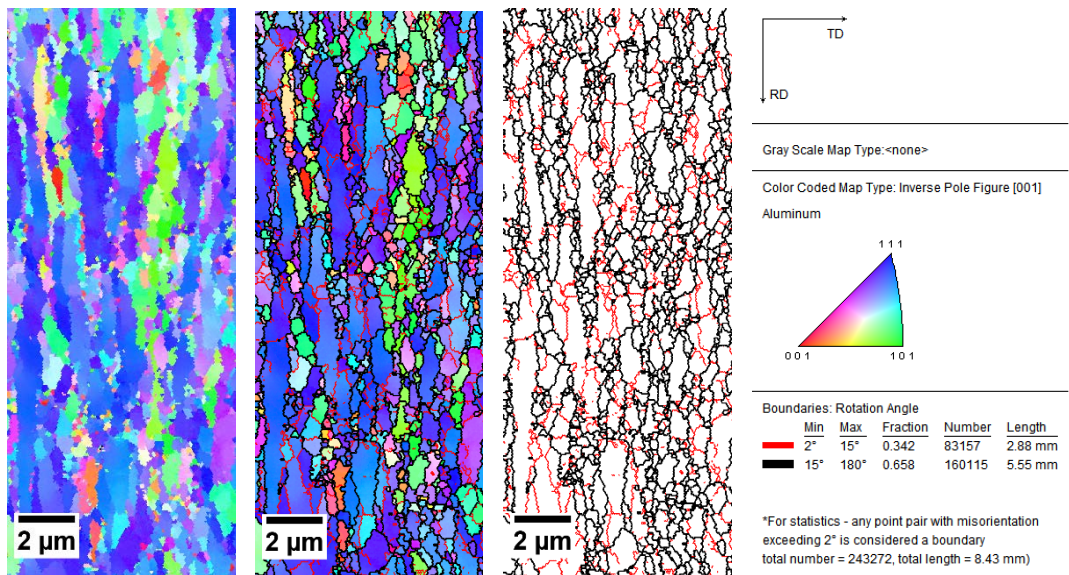 2 µm
2 µm
2 µm
TD
RD
Gray Scale Map Type:<none>
Color Coded Map Type: Inverse Pole Figure [001]
Aluminum
1 1 1
0 0 1
1 0 1
Boundaries: Rotation Angle
Min Max Fraction Number Length
2° 15° 0.342 83157 2.88 mm
15° 180° 0.658 160115 5.55 mm
*For statistics - any point pair with misorientation
exceeding 2° is considered a boundary
total number = 243272, total length = 8.43 mm)